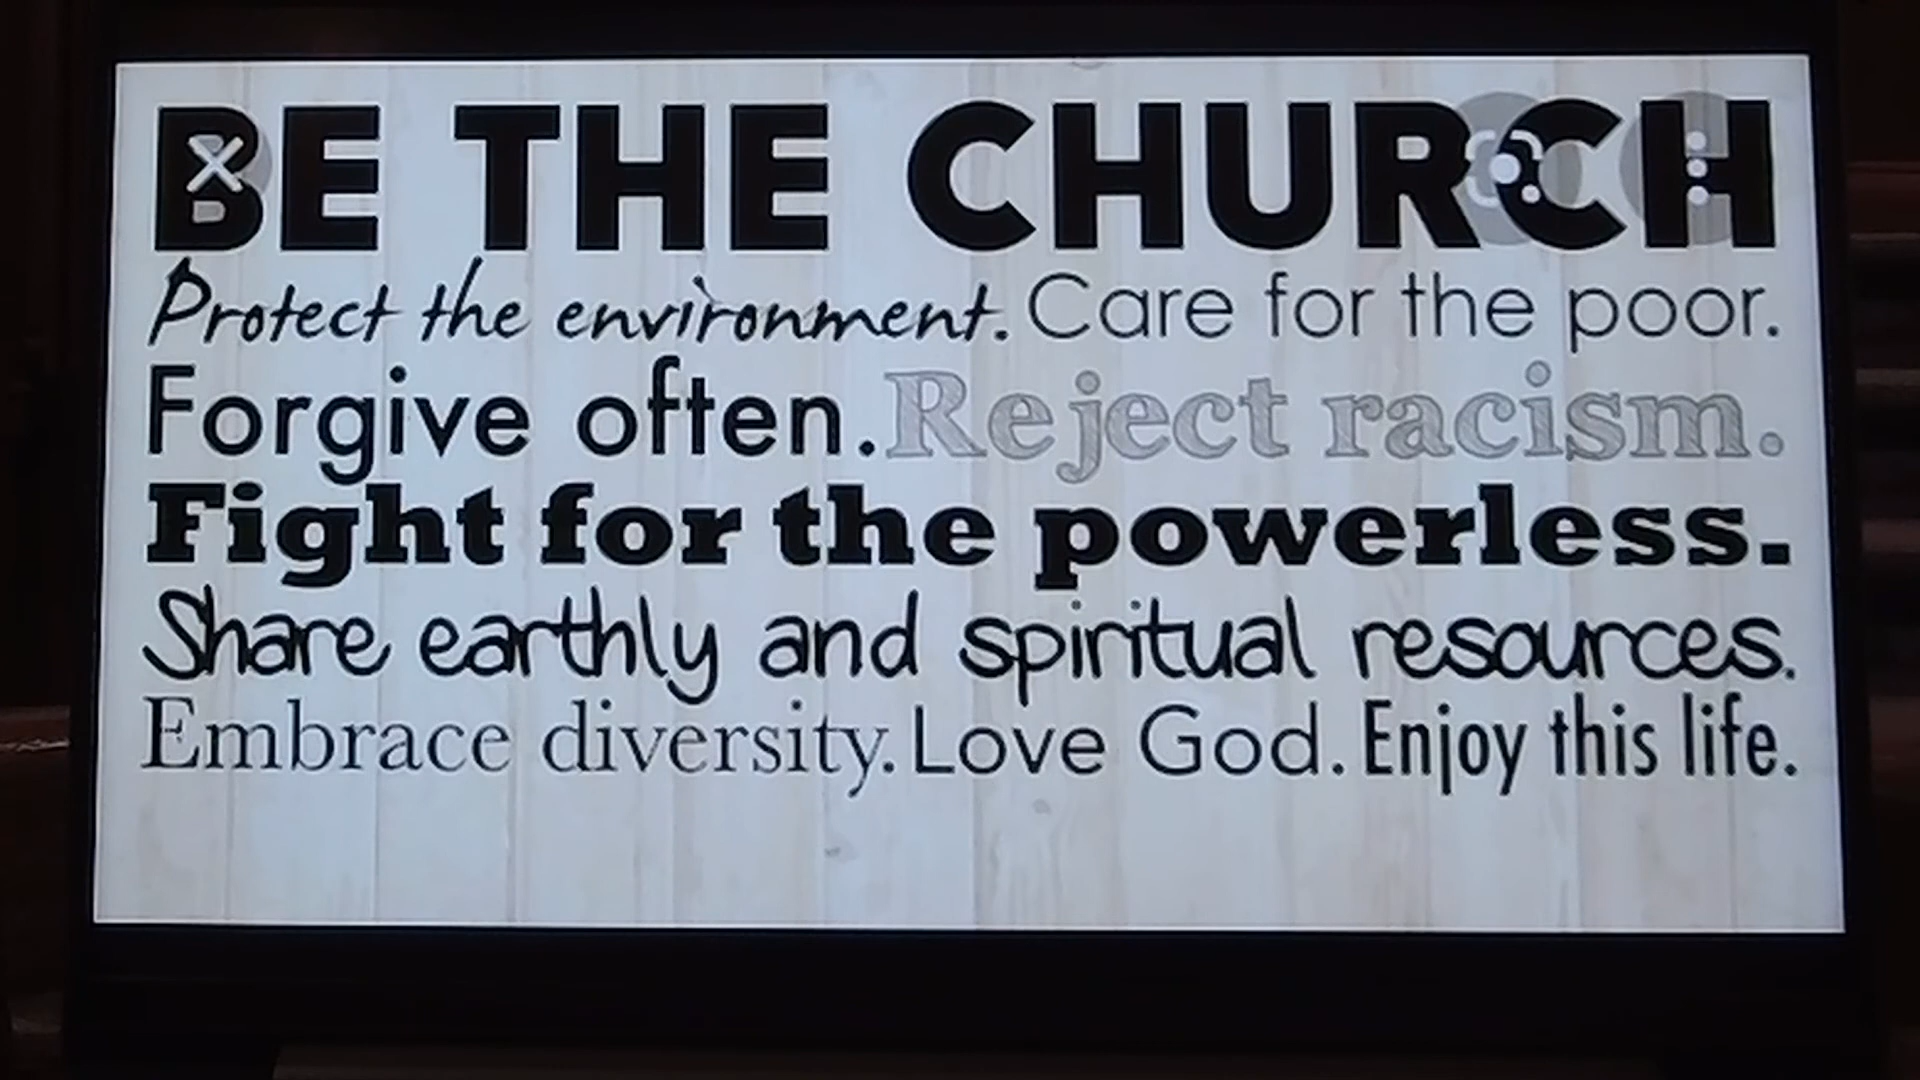 BE THE CHURCH
Protect the environment. Care for the poor.
Forgive often. Reject racism.
Fight for the powerless.
Share earthly and spiritual resources.
Embrace diversity. Love God. Enjoy this life.